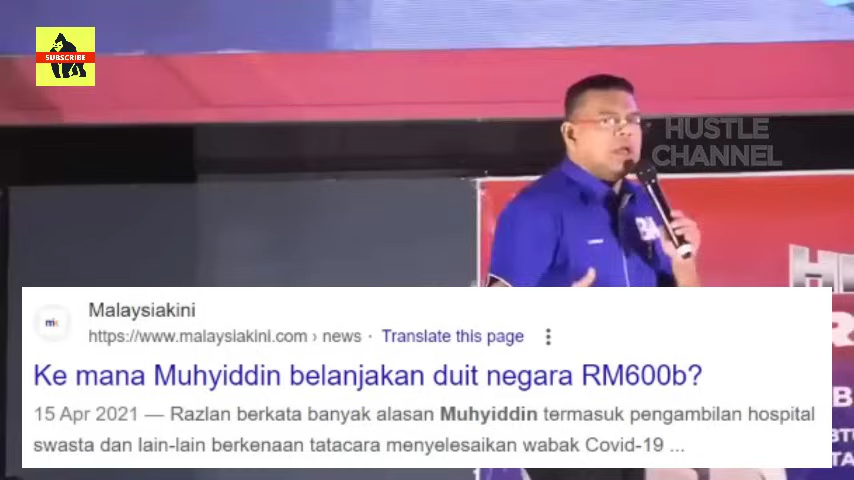 SUBSCRIBE
HUSTLE
CHANNEL
BN
Malaysiakini
https://www.malaysiakini.com › news · Translate this page
Ke mana Muhyiddin belanjakan duit negara RM600b?
15 Apr 2021 — Razlan berkata banyak alasan Muhyiddin termasuk pengambilan hospital
swasta dan lain-lain berkenaan tatacara menyelesaikan wabak Covid-19 ...